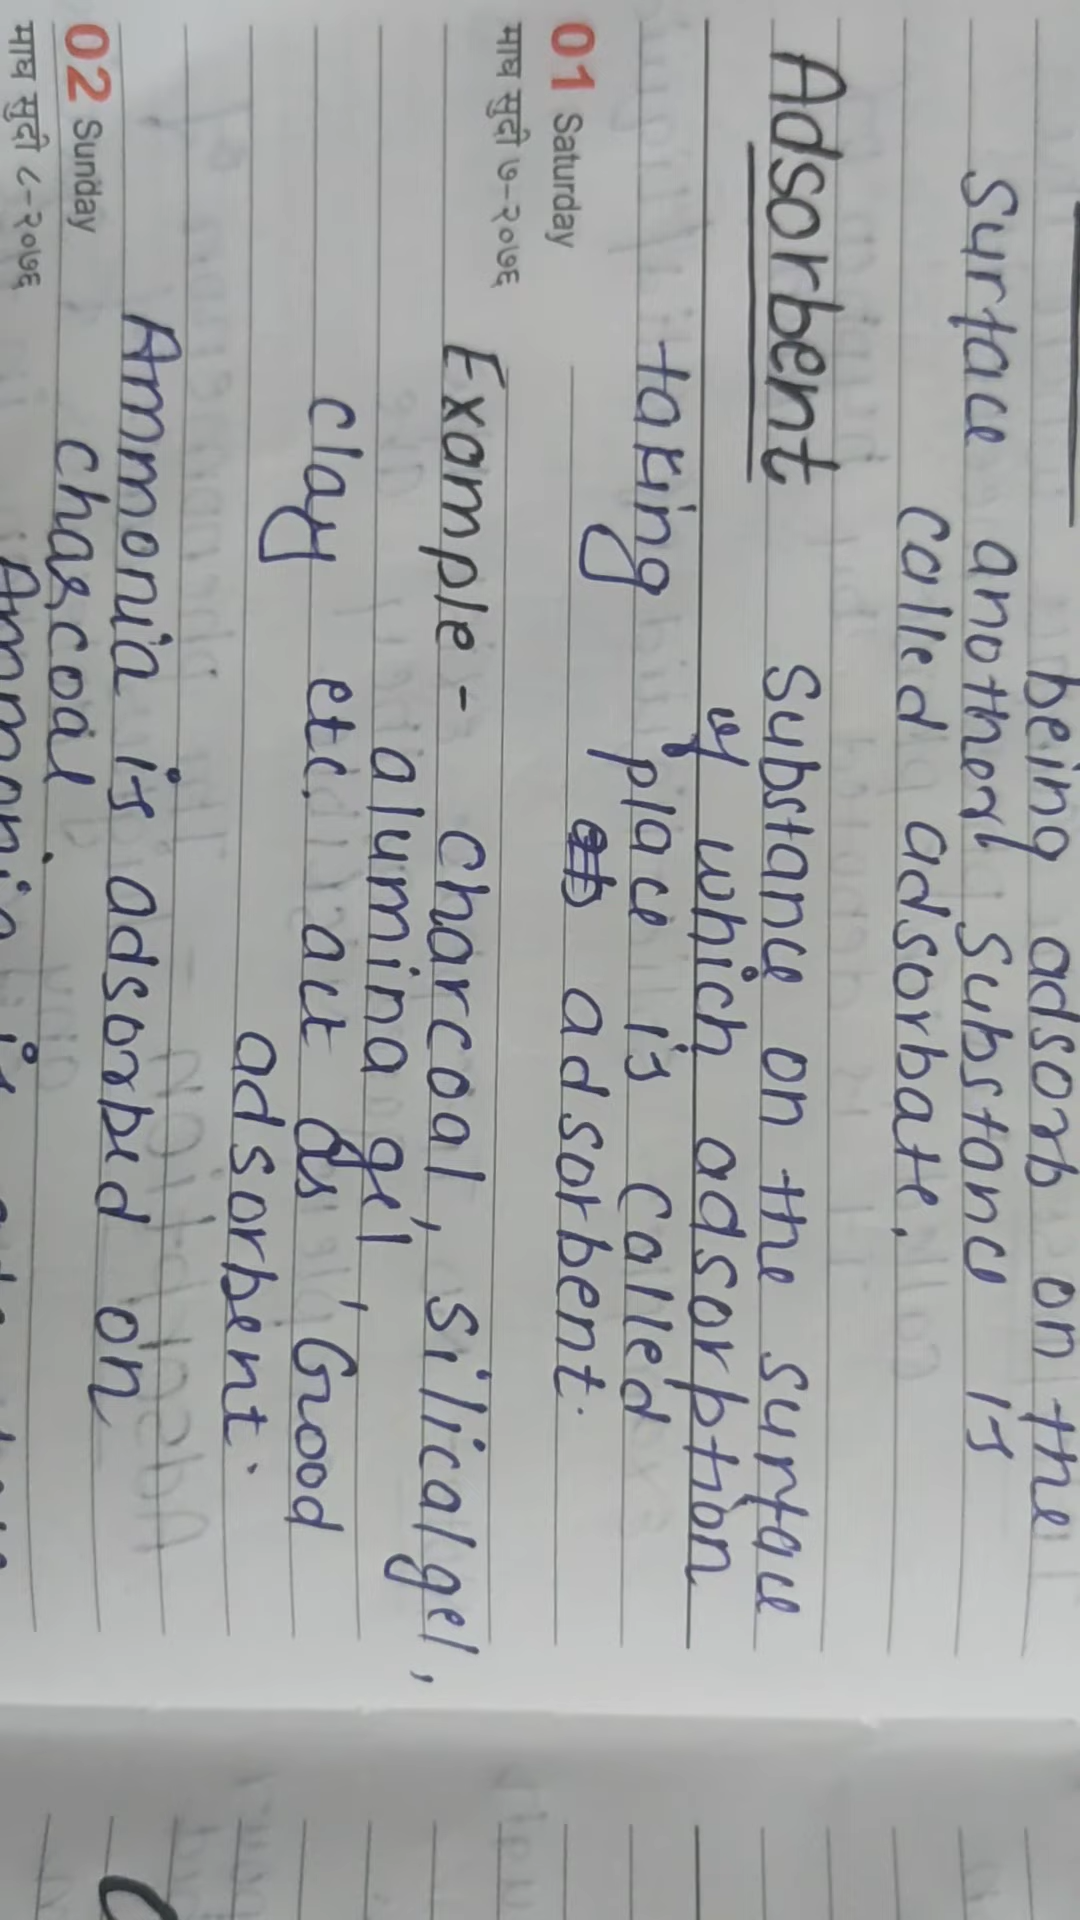 being adsorb on the
surface another substance is
called adsorbate.
Adsorbent
substance on the surface
of which adsorption
taking place is called
adsorbent.
01 Saturday
माघ सुदी ७-२०७६
Example - charcoal, silicalgel,
alumina gel,
clay etc. act as Good
adsorbent.
Ammonia is adsorbed on
charcoal.
02 Sunday
माघ सुदी ८-२०७६
Ammonia is